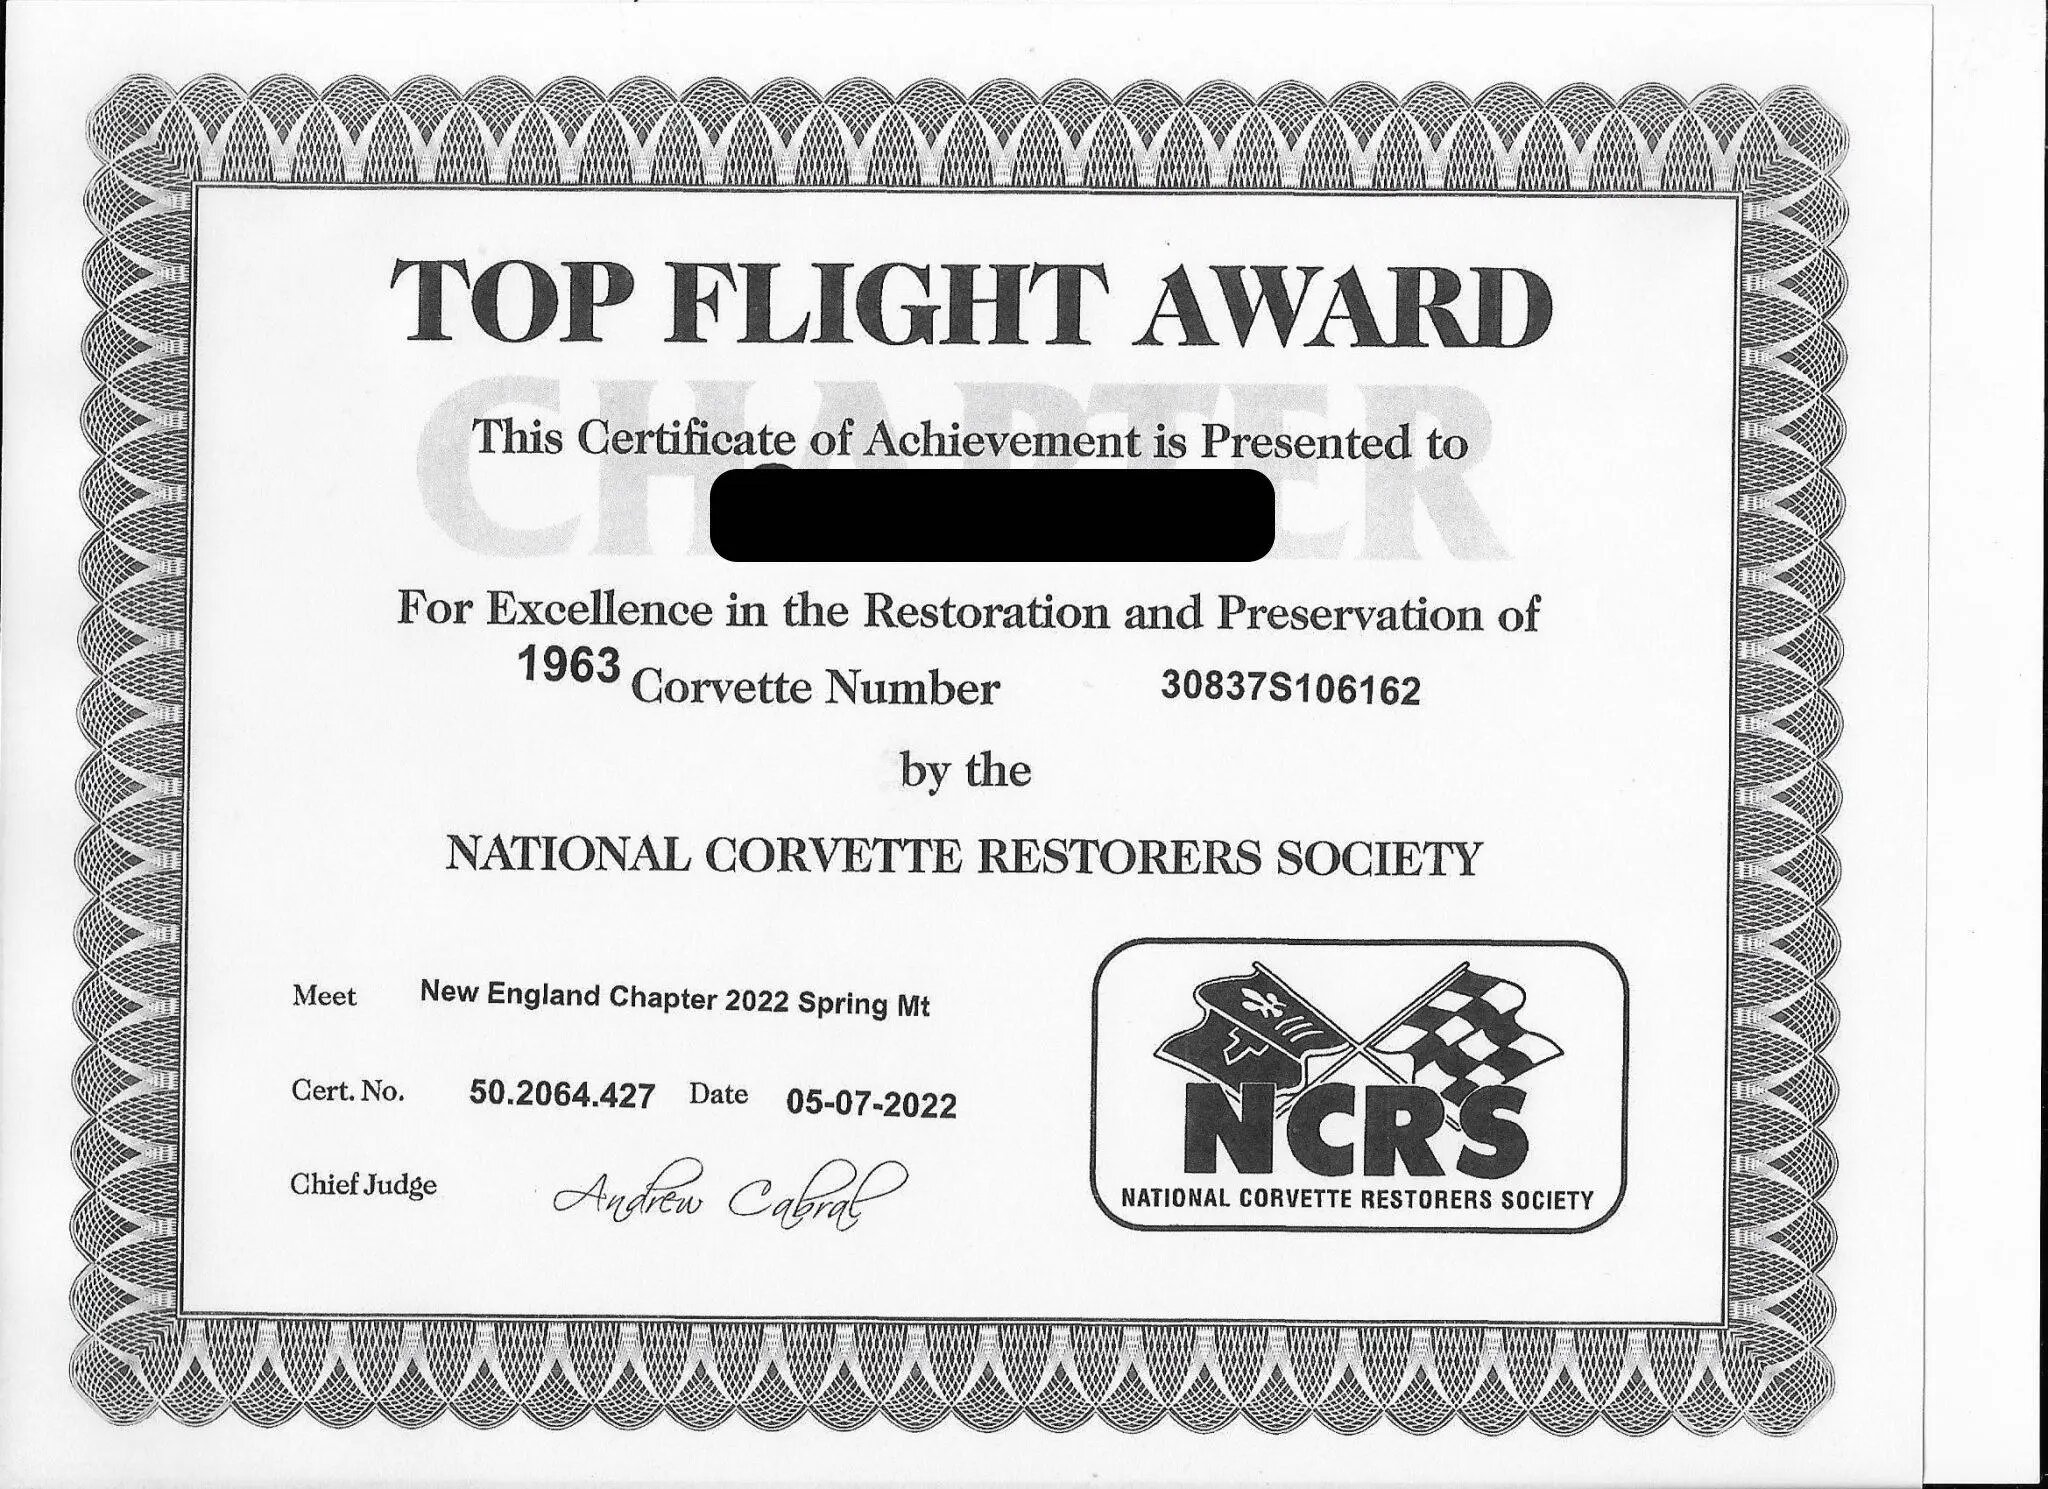 TOP FLIGHT AWARD
CHAPTER
This Certificate of Achievement is Presented to
For Excellence in the Restoration and Preservation of
1963 Corvette Number 30837S106162
by the
NATIONAL CORVETTE RESTORERS SOCIETY
Meet New England Chapter 2022 Spring Mt
Cert. No. 50.2064.427 Date 05-07-2022
Chief Judge Andrew Cabral
NCRS
NATIONAL CORVETTE RESTORERS SOCIETY